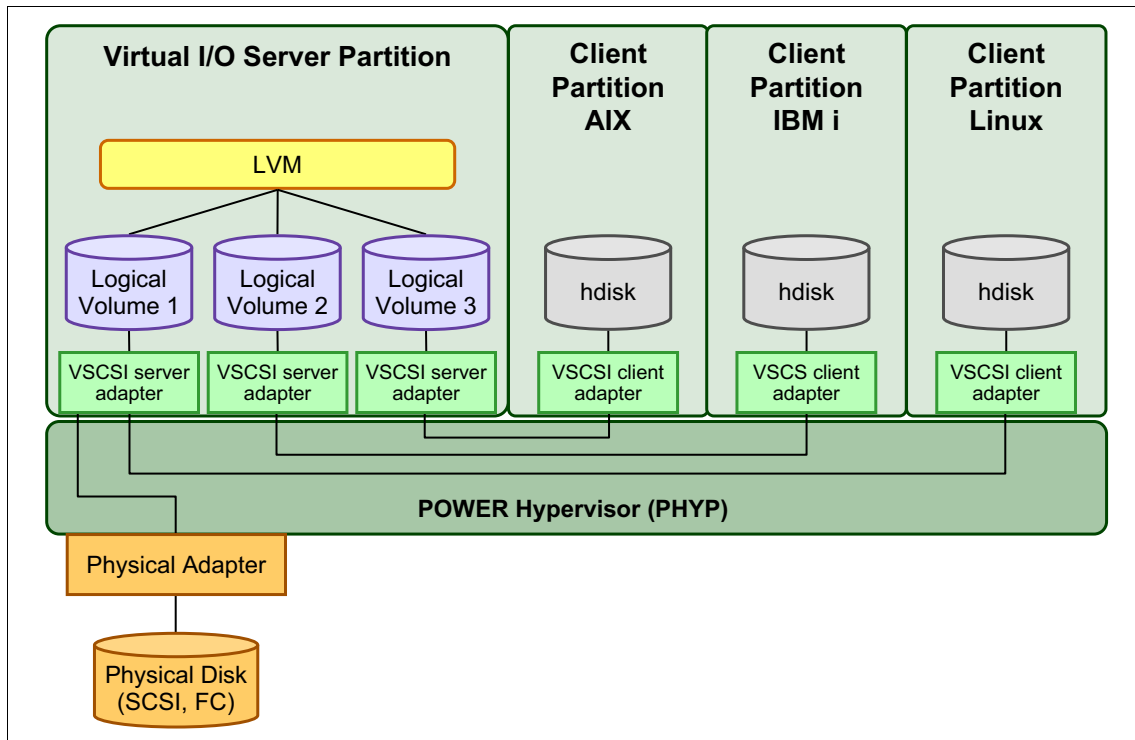 Virtual I/O Server Partition
Client
Partition
AIX
Client
Partition
IBM i
Client
Partition
Linux
LVM
Logical
Volume 1
Logical
Volume 2
Logical
Volume 3
hdisk
hdisk
hdisk
VSCSI server
adapter
VSCSI server
adapter
VSCSI server
adapter
VSCSI client
adapter
VSCS client
adapter
VSCSI client
adapter
POWER Hypervisor (PHYP)
Physical Adapter
Physical Disk
(SCSI, FC)